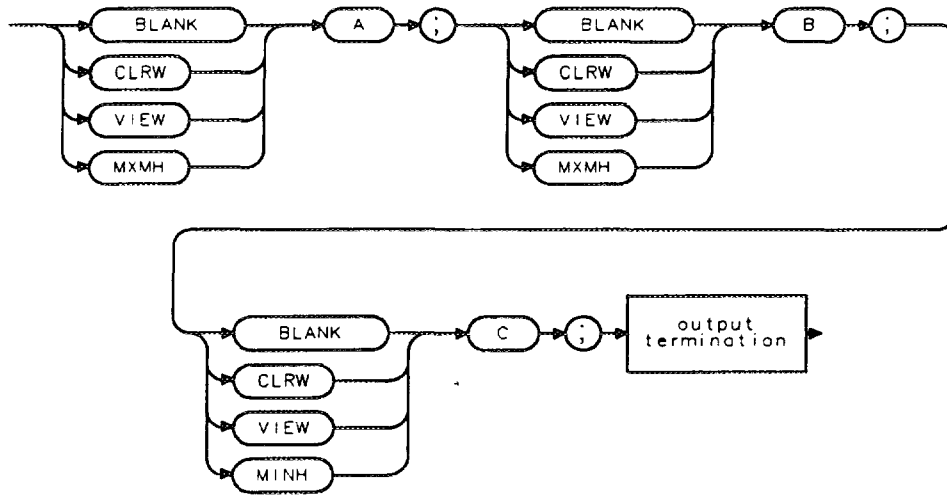 BLANK
A
;
BLANK
B
;
CLRW
CLRW
VIEW
VIEW
MXMH
MXMH
BLANK
C
;
output
termination
CLRW
VIEW
MINH